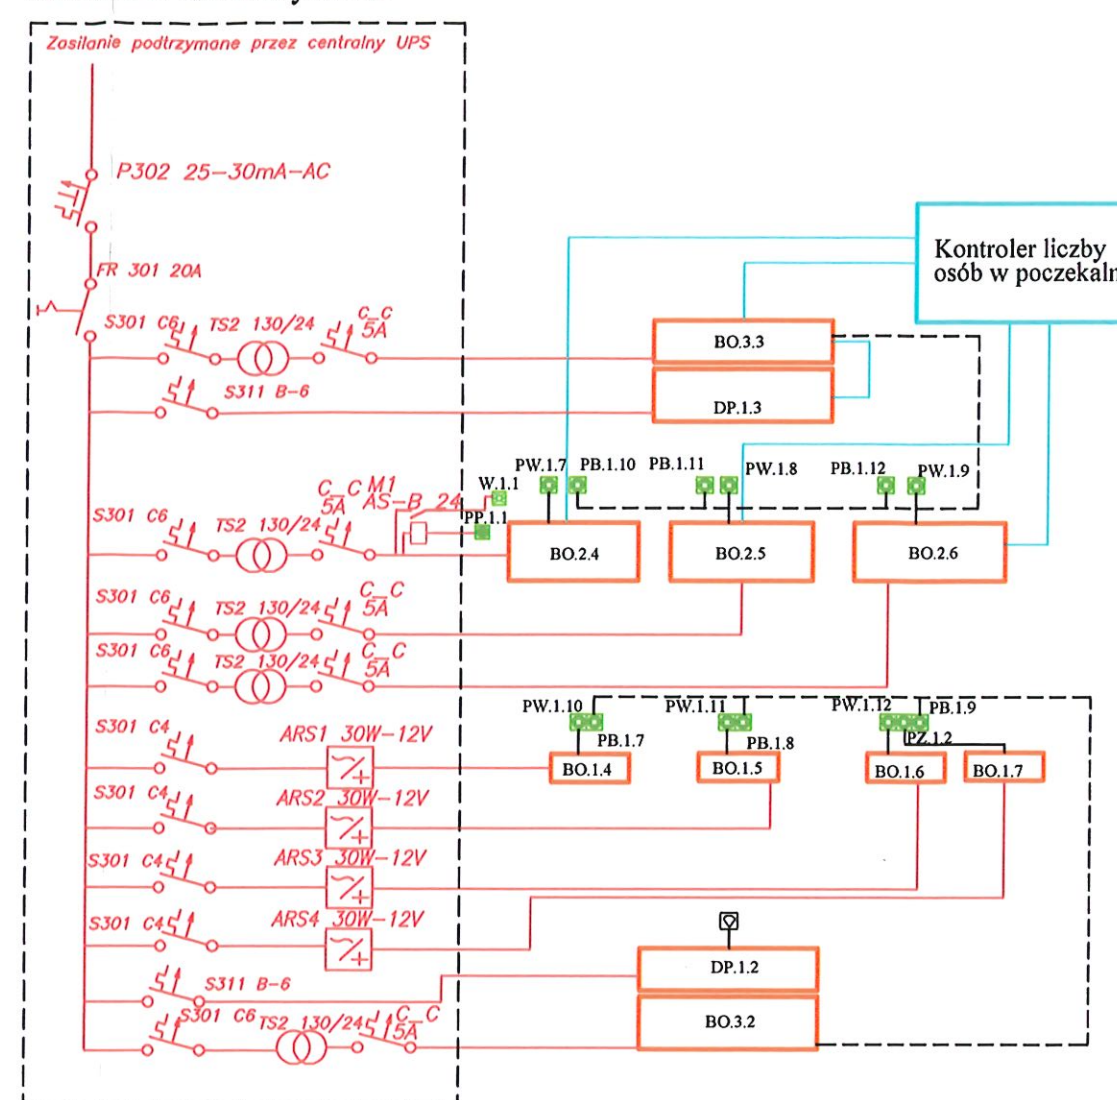 Zasilanie podtrzymane przez centralny UPS
P302 25-30mA-AC
FR 301 20A
Kontroler liczby
osób w poczekaln
S301 C6
TS2 130/24
C_C
5A
BO.3.3
S311 B-6
DP.1.3
PW.1.7
PB.1.10
PB.1.11
PW.1.8
PB.1.12
PW.1.9
W.1.1
PP.1.1
S301 C6
TS2 130/24
C_C
5A
M1
AS-B 24
BO.2.4
BO.2.5
BO.2.6
S301 C6
TS2 130/24
C_C
5A
S301 C6
TS2 130/24
C_C
5A
PW.1.10
PB.1.7
PW.1.11
PB.1.8
PW.1.12
PB.1.9
PZ.1.2
S301 C4
ARS1 30W-12V
BO.1.4
BO.1.5
BO.1.6
BO.1.7
S301 C4
ARS2 30W-12V
S301 C4
ARS3 30W-12V
S301 C4
ARS4 30W-12V
DP.1.2
S311 B-6
S301 C6
TS2 130/24
C_C
5A
BO.3.2